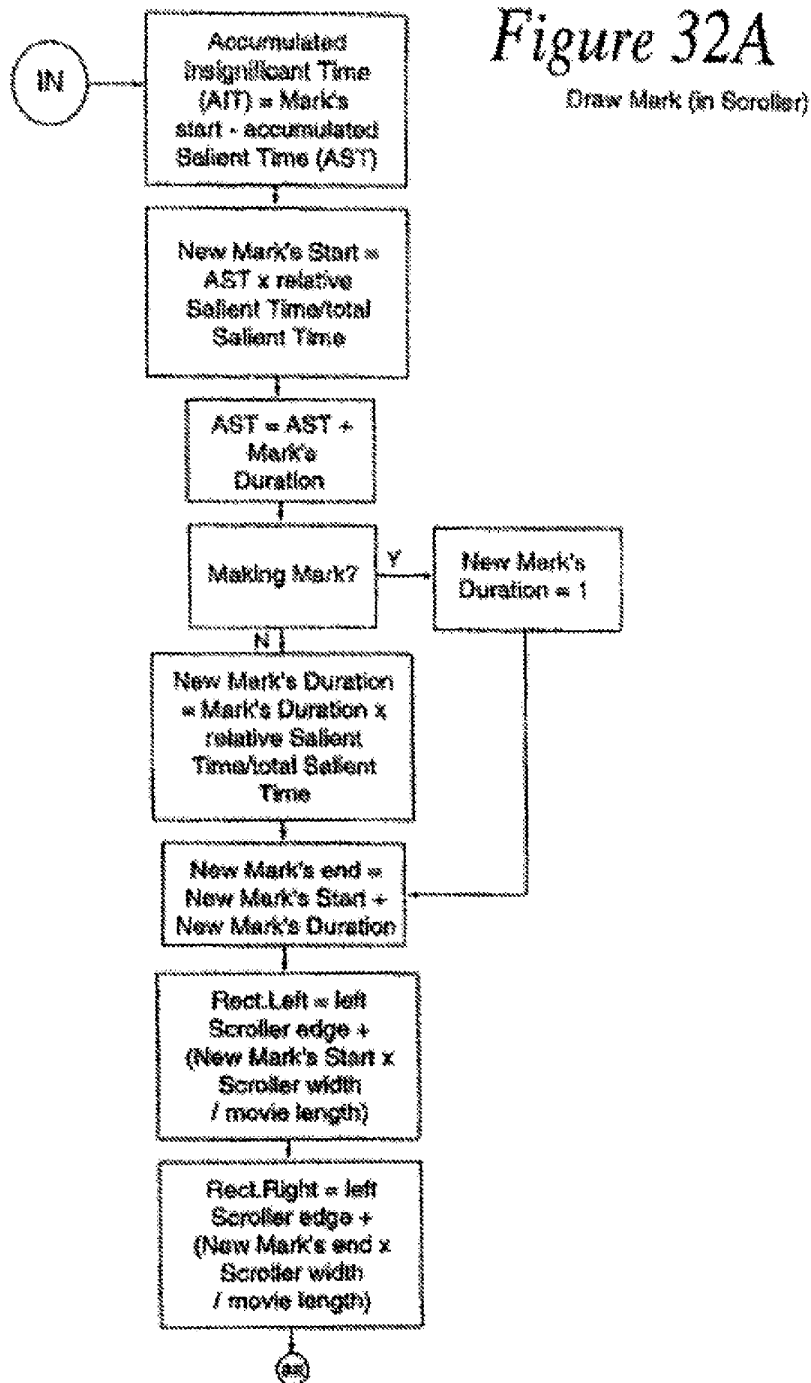 Figure 32A
Draw Mark (in Scroller)
IN
Accumulated
Insignificant Time
(AIT) = Mark's
start - accumulated
Salient Time (AST)
New Mark's Start =
AST x relative
Salient Time/total
Salient Time
AST = AST +
Mark's
Duration
Making Mark?
Y
New Mark's
Duration = 1
N
New Mark's Duration
= Mark's Duration x
relative Salient
Time/total Salient
Time
New Mark's end =
New Mark's Start +
New Mark's Duration
Rect.Left = left
Scroller edge +
(New Mark's Start x
Scroller width
/ movie length)
Rect.Right = left
Scroller edge +
(New Mark's end x
Scroller width
/ movie length)